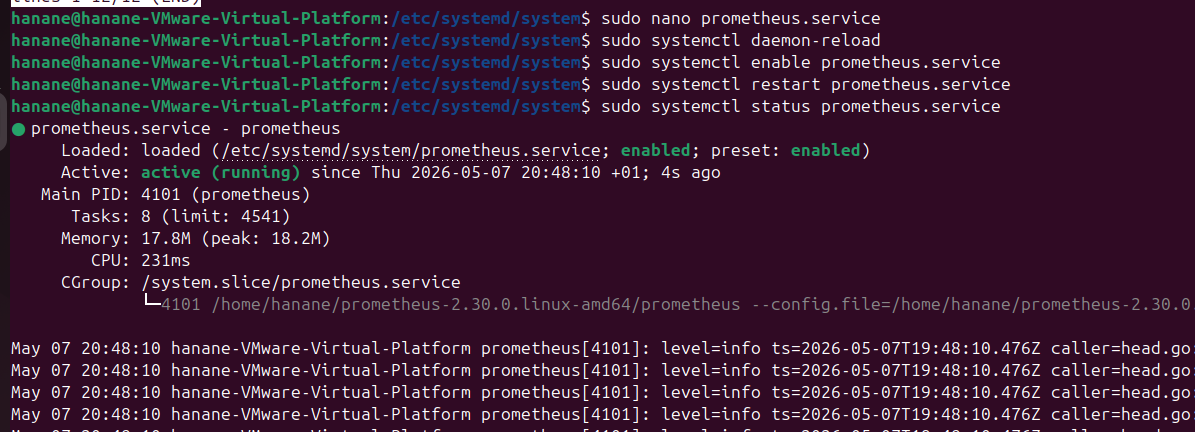 hanane@hanane-VMware-Virtual-Platform:/etc/systemd/system$ sudo nano prometheus.service
hanane@hanane-VMware-Virtual-Platform:/etc/systemd/system$ sudo systemctl daemon-reload
hanane@hanane-VMware-Virtual-Platform:/etc/systemd/system$ sudo systemctl enable prometheus.service
hanane@hanane-VMware-Virtual-Platform:/etc/systemd/system$ sudo systemctl restart prometheus.service
hanane@hanane-VMware-Virtual-Platform:/etc/systemd/system$ sudo systemctl status prometheus.service
● prometheus.service - prometheus
Loaded: loaded (/etc/systemd/system/prometheus.service; enabled; preset: enabled)
Active: active (running) since Thu 2026-05-07 20:48:10 +01; 4s ago
Main PID: 4101 (prometheus)
Tasks: 8 (limit: 4541)
Memory: 17.8M (peak: 18.2M)
CPU: 231ms
CGroup: /system.slice/prometheus.service
└─4101 /home/hanane/prometheus-2.30.0.linux-amd64/prometheus --config.file=/home/hanane/prometheus-2.30.0
May 07 20:48:10 hanane-VMware-Virtual-Platform prometheus[4101]: level=info ts=2026-05-07T19:48:10.476Z caller=head.go:
May 07 20:48:10 hanane-VMware-Virtual-Platform prometheus[4101]: level=info ts=2026-05-07T19:48:10.476Z caller=head.go:
May 07 20:48:10 hanane-VMware-Virtual-Platform prometheus[4101]: level=info ts=2026-05-07T19:48:10.476Z caller=head.go:
May 07 20:48:10 hanane-VMware-Virtual-Platform prometheus[4101]: level=info ts=2026-05-07T19:48:10.476Z caller=head.go: